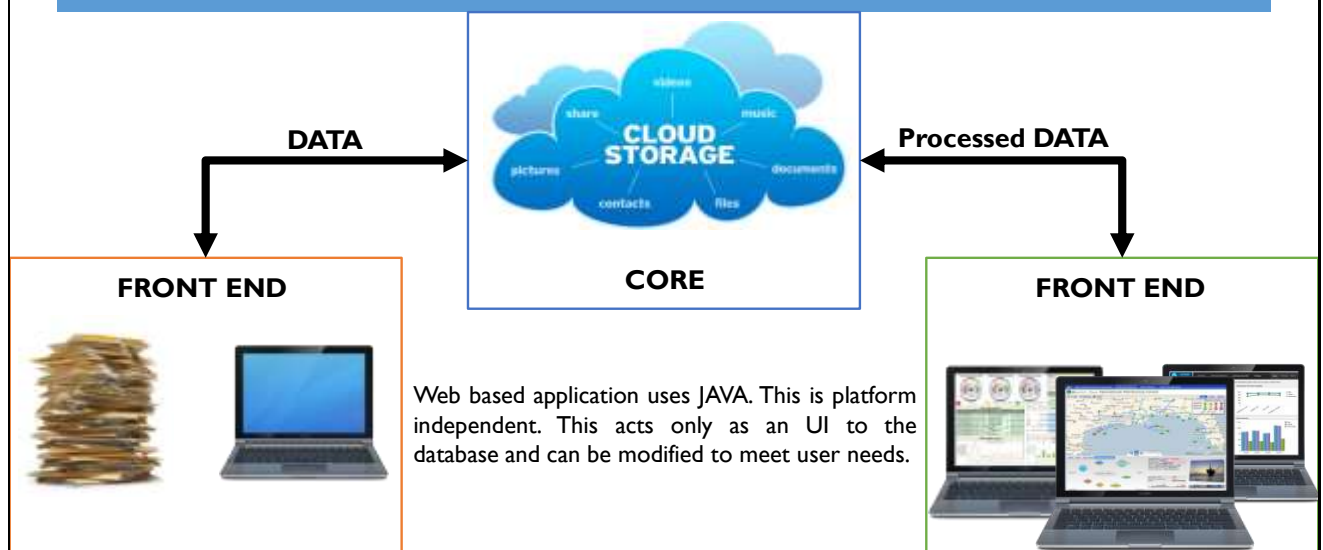 videos
share
music
CLOUD
STORAGE
pictures
documents
contacts
files
DATA
Processed DATA
CORE
FRONT END
FRONT END
Web based application uses JAVA. This is platform
independent. This acts only as an UI to the
database and can be modified to meet user needs.